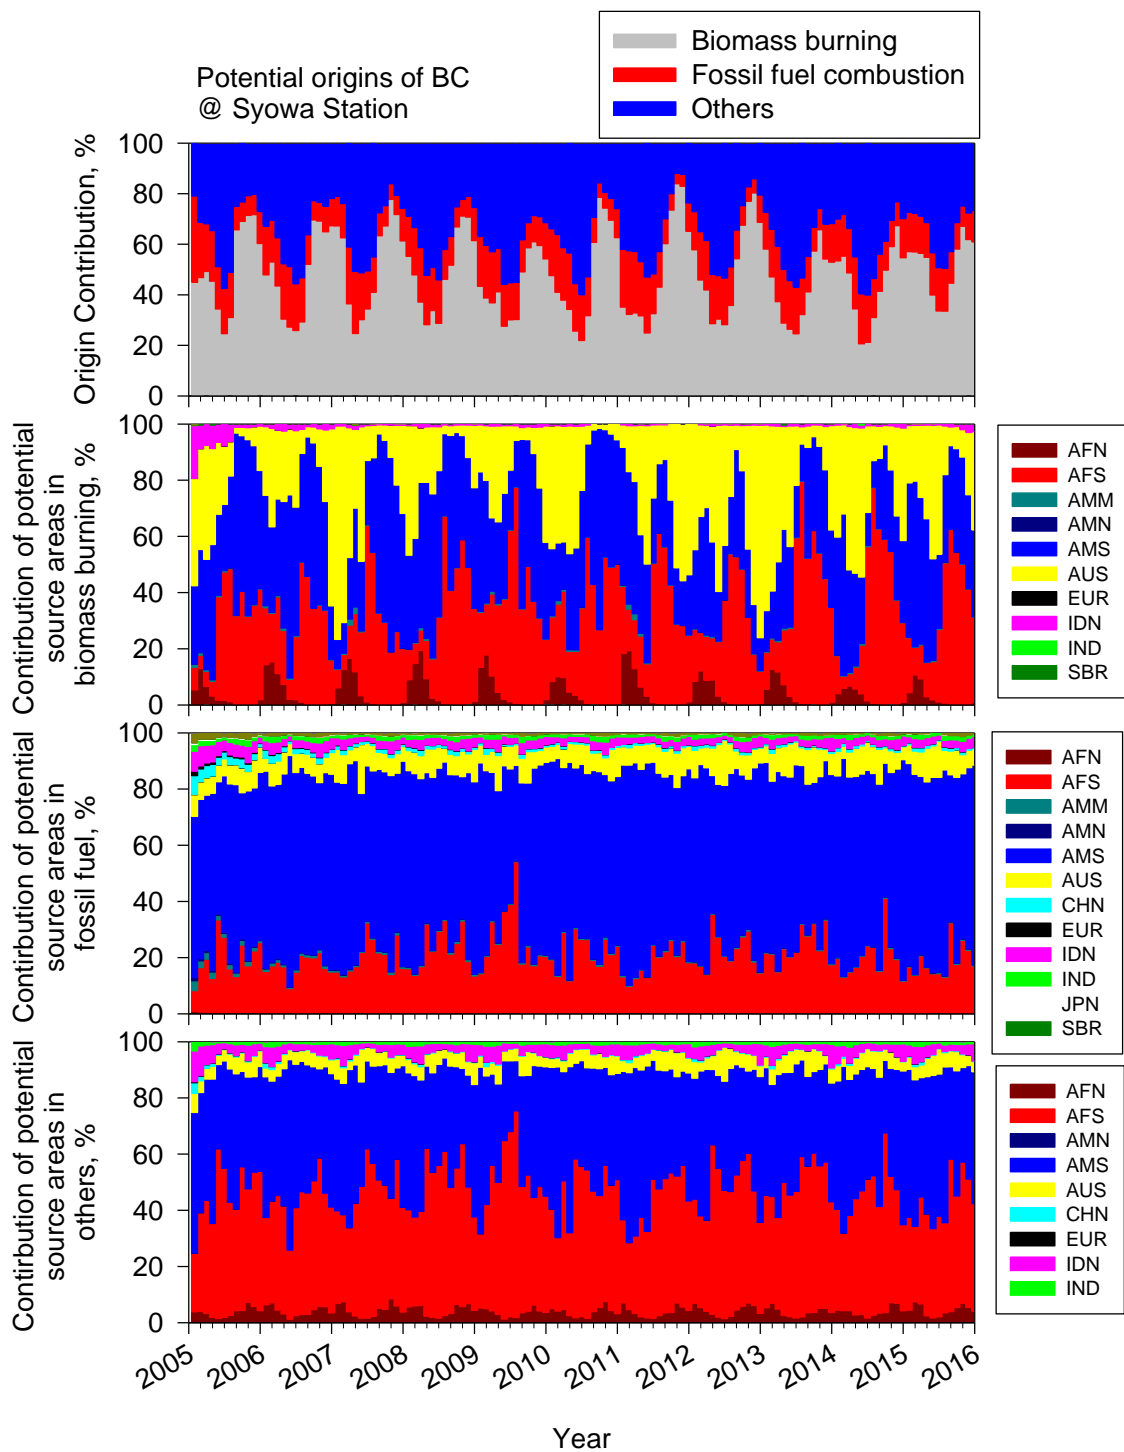 Potential origins of BC
@ Syowa Station
Biomass burning
Fossil fuel combustion
Others
Origin Contribution, %
100
80
60
40
20
0
Contirbution of potential
source areas in
biomass burning, %
100
80
60
40
20
0
AFN
AFS
AMM
AMN
AMS
AUS
EUR
IDN
IND
SBR
Contirbution of potential
source areas in
fossil fuel, %
100
80
60
40
20
0
AFN
AFS
AMM
AMN
AMS
AUS
CHN
EUR
IDN
IND
JPN
SBR
Contirbution of potential
source areas in
others, %
100
80
60
40
20
0
AFN
AFS
AMN
AMS
AUS
CHN
EUR
IDN
IND
2005
2006
2007
2008
2009
2010
2011
2012
2013
2014
2015
2016
Year